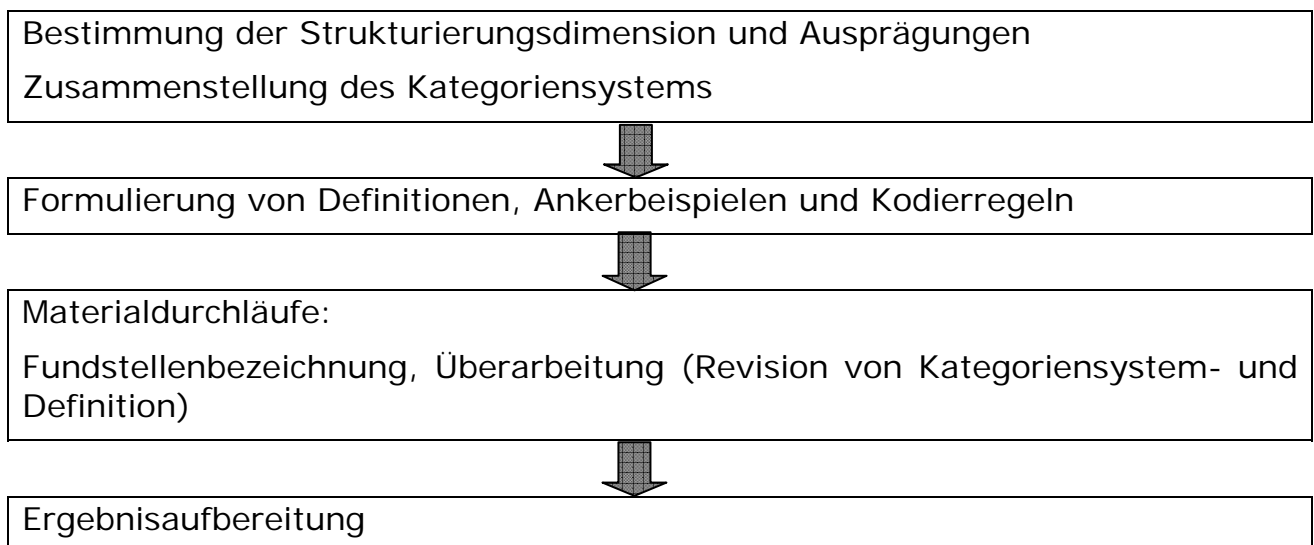 Bestimmung der Strukturierungsdimension und Ausprägungen
Zusammenstellung des Kategoriensystems
Formulierung von Definitionen, Ankerbeispielen und Kodierregeln
Materialdurchläufe:
Fundstellenbezeichnung, Überarbeitung (Revision von Kategoriensystem- und
Definition)
Ergebnisaufbereitung